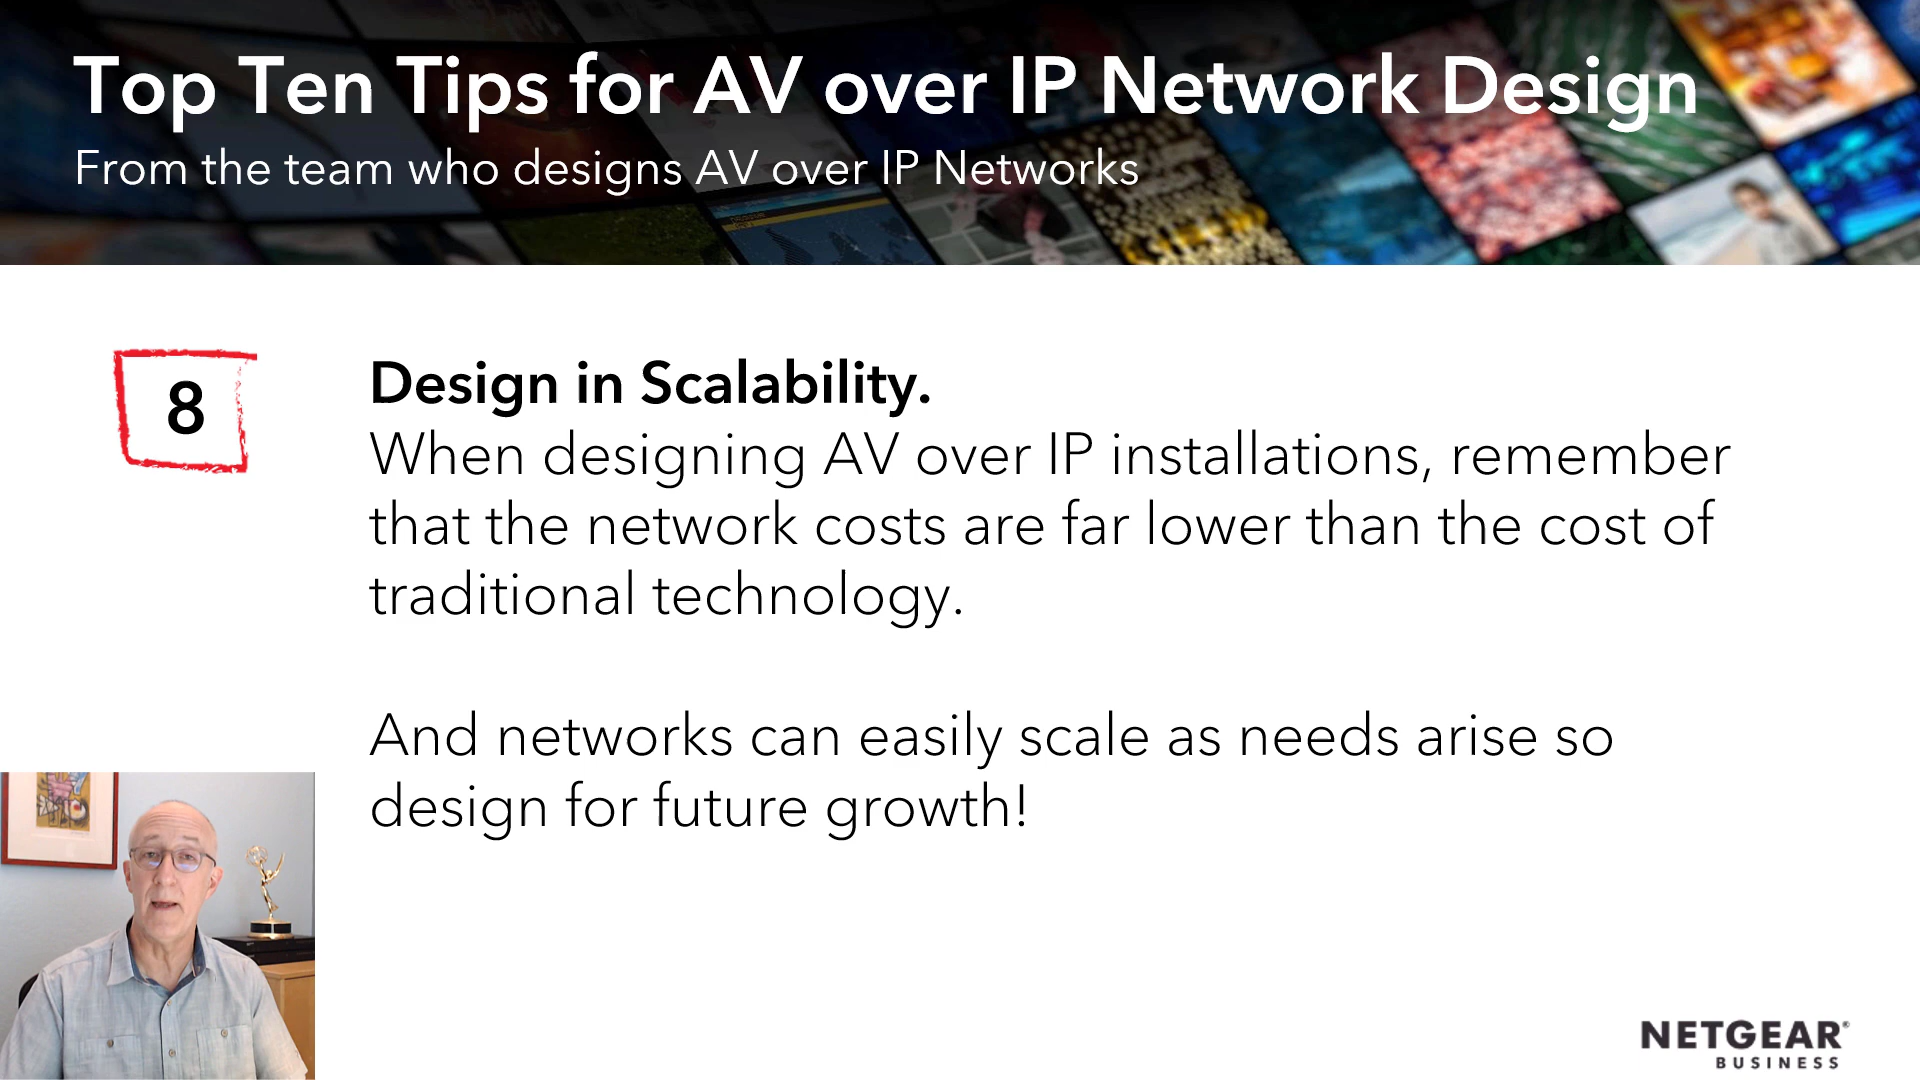 Top Ten Tips for AV over IP Network Design
From the team who designs AV over IP Networks
8
Design in Scalability.
When designing AV over IP installations, remember
that the network costs are far lower than the cost of
traditional technology.
And networks can easily scale as needs arise so
design for future growth!
NETGEAR®
BUSINESS